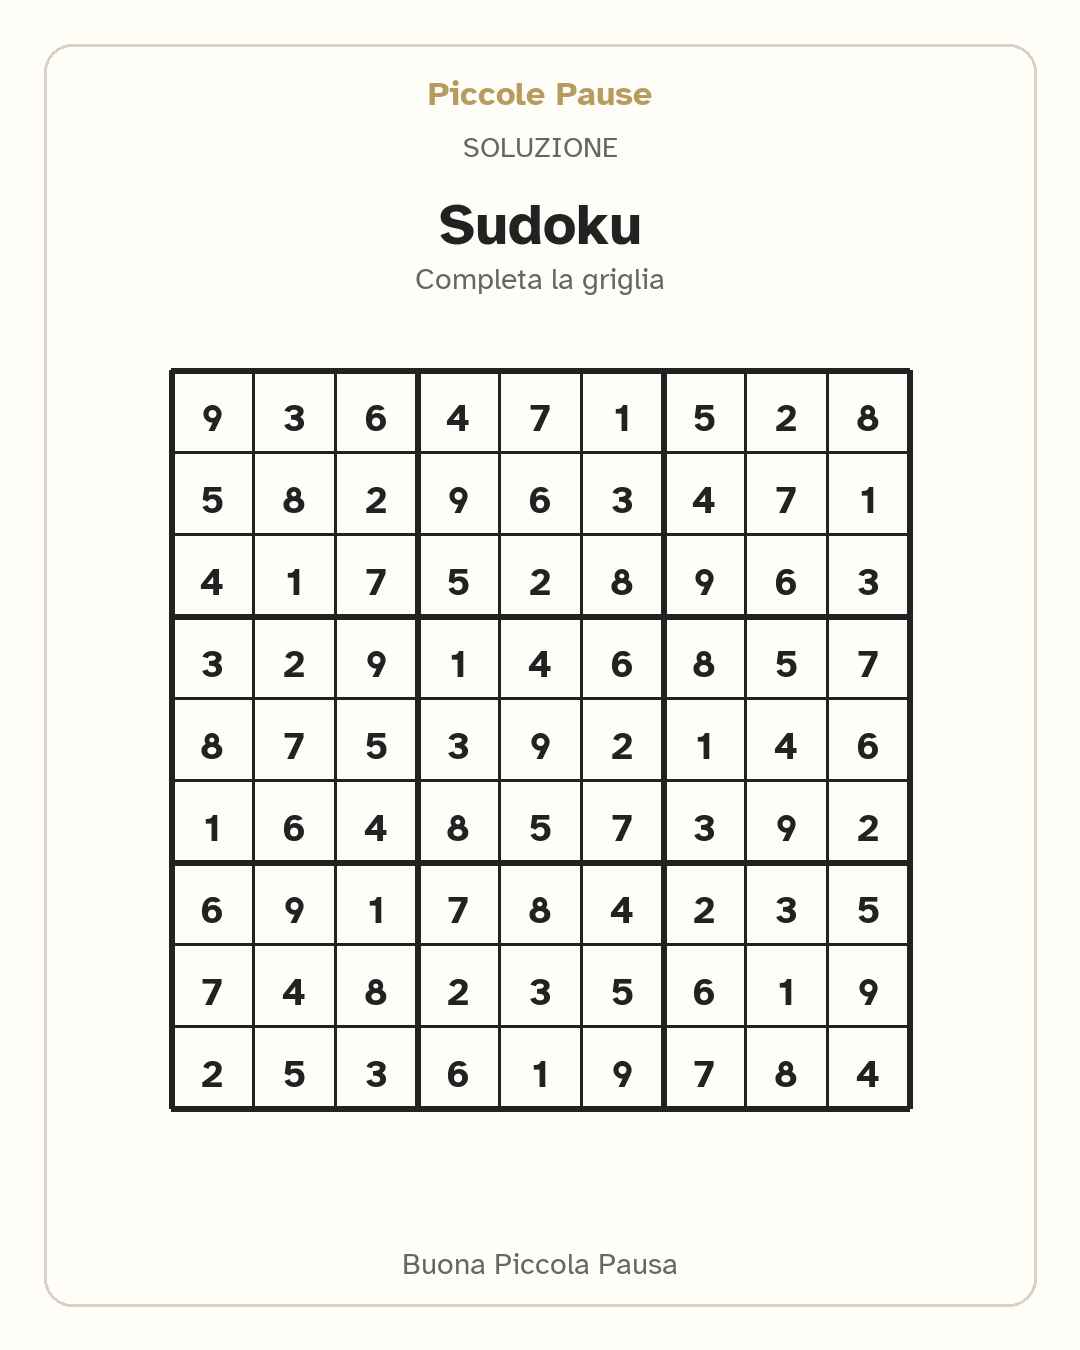 Piccole Pause
SOLUZIONE
Sudoku
Completa la griglia
9 3 6 4 7 1 5 2 8
5 8 2 9 6 3 4 7 1
4 1 7 5 2 8 9 6 3
3 2 9 1 4 6 8 5 7
8 7 5 3 9 2 1 4 6
1 6 4 8 5 7 3 9 2
6 9 1 7 8 4 2 3 5
7 4 8 2 3 5 6 1 9
2 5 3 6 1 9 7 8 4
Buona Piccola Pausa